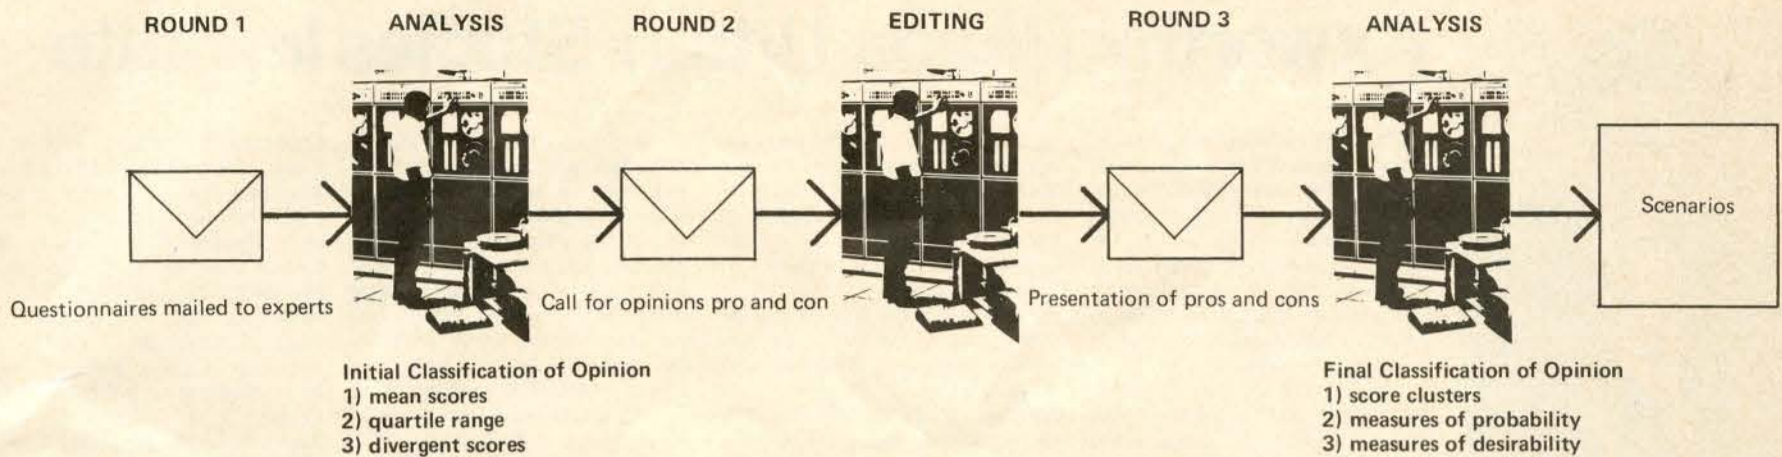 ROUND 1
ANALYSIS
ROUND 2
EDITING
ROUND 3
ANALYSIS
Scenarios
Questionnaires mailed to experts
Call for opinions pro and con
Presentation of pros and cons
Initial Classification of Opinion
1) mean scores
2) quartile range
3) divergent scores
Final Classification of Opinion
1) score clusters
2) measures of probability
3) measures of desirability